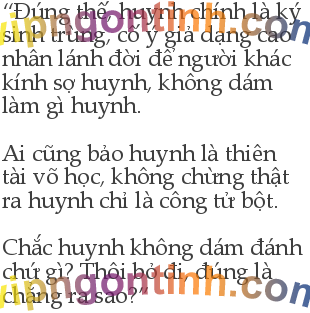 “Đúng thế, huynh chính là ký
sinh trùng, cố ý giả dạng cao
nhân lánh đời để người khác
kính sợ huynh, không dám
làm gì huynh.
Ai cũng bảo huynh là thiên
tài võ học, không chừng thật
ra huynh chỉ là công tử bột.
Chắc huynh không dám đánh
chứ gì? Thôi bỏ đi, đúng là
chẳng ra sao?”
vipngontinh.com
vipngontinh.com